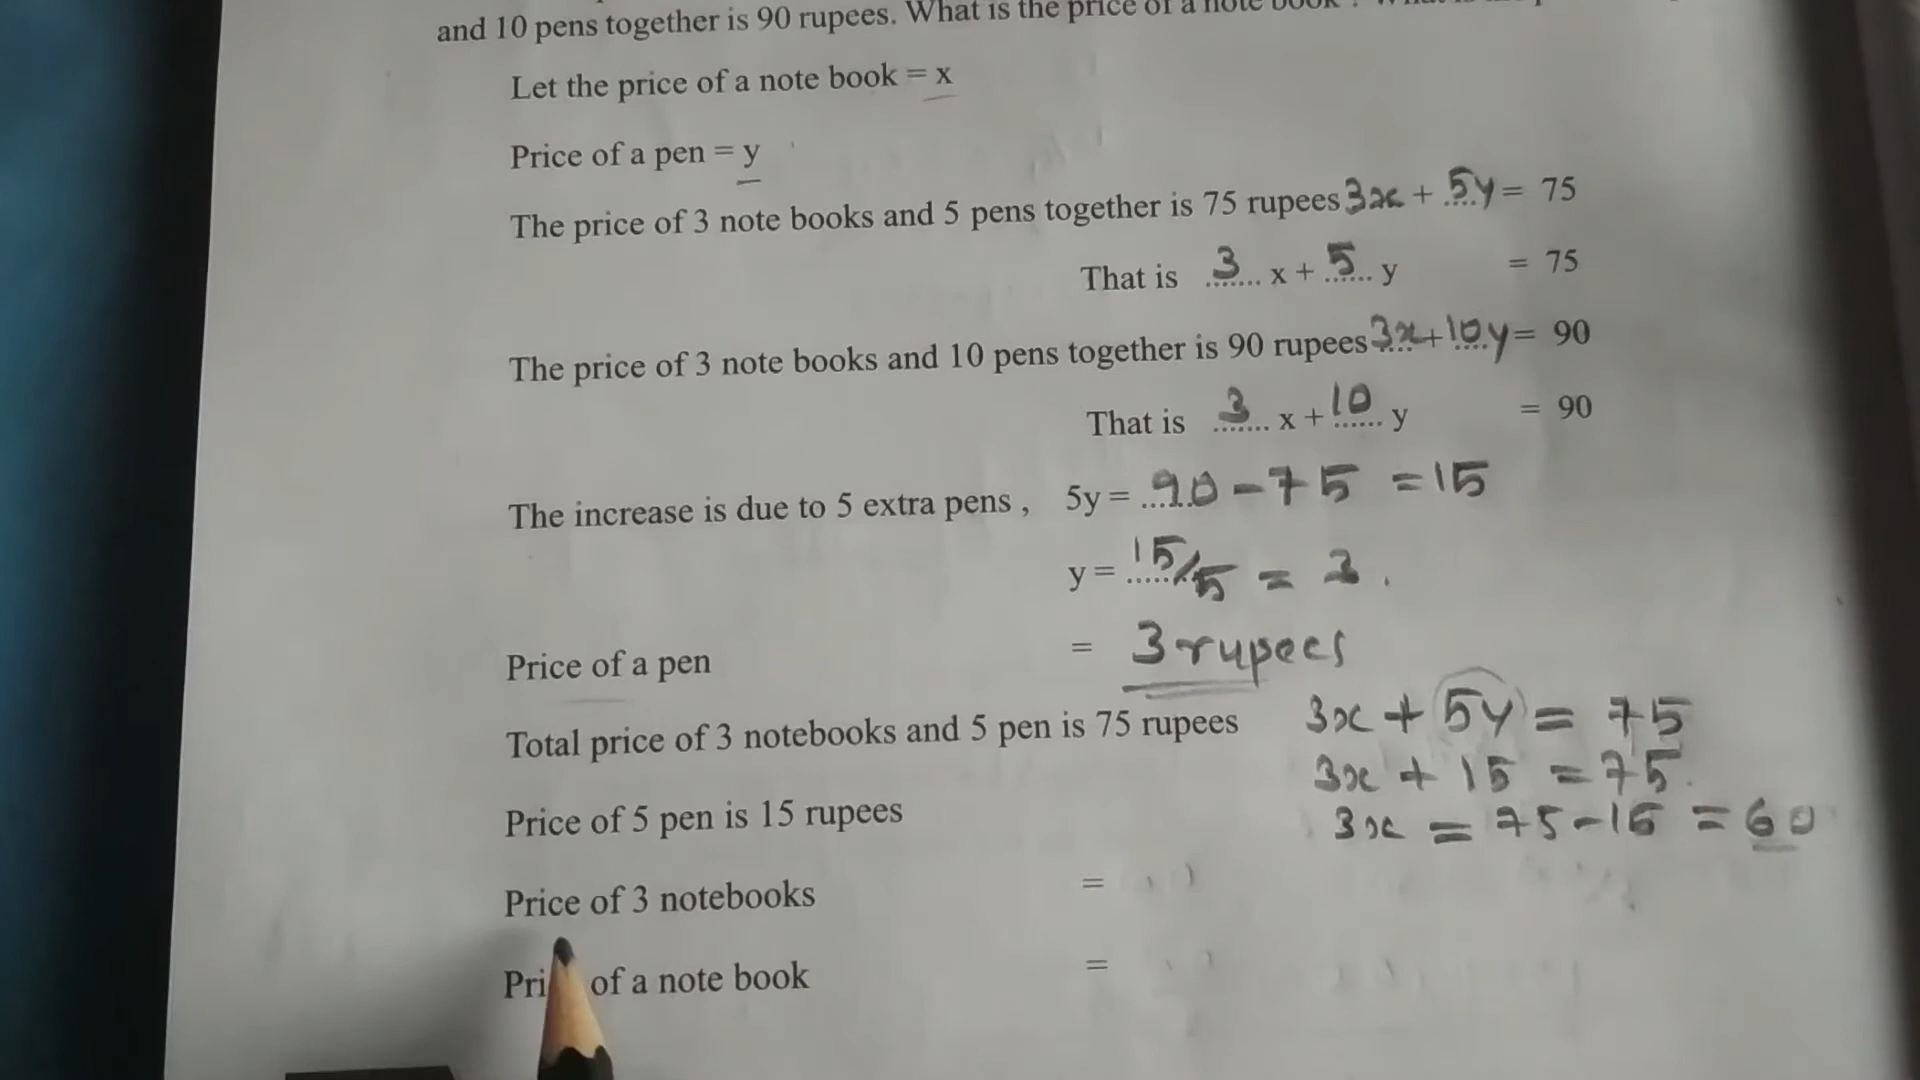 and 10 pens together is 90 rupees. What is the price of a note book ?
Let the price of a note book = x
Price of a pen = y
The price of 3 note books and 5 pens together is 75 rupees 3x + 5y = 75
That is 3 x + 5 y = 75
The price of 3 note books and 10 pens together is 90 rupees 3x + 10y = 90
That is 3 x + 10 y = 90
The increase is due to 5 extra pens , 5y = 90 - 75 = 15
y = 15/5 = 3
Price of a pen = 3 rupees
Total price of 3 notebooks and 5 pen is 75 rupees 3x + 5y = 75
3x + 15 = 75
Price of 5 pen is 15 rupees 3x = 75 - 15 = 60
Price of 3 notebooks =
of a note book =